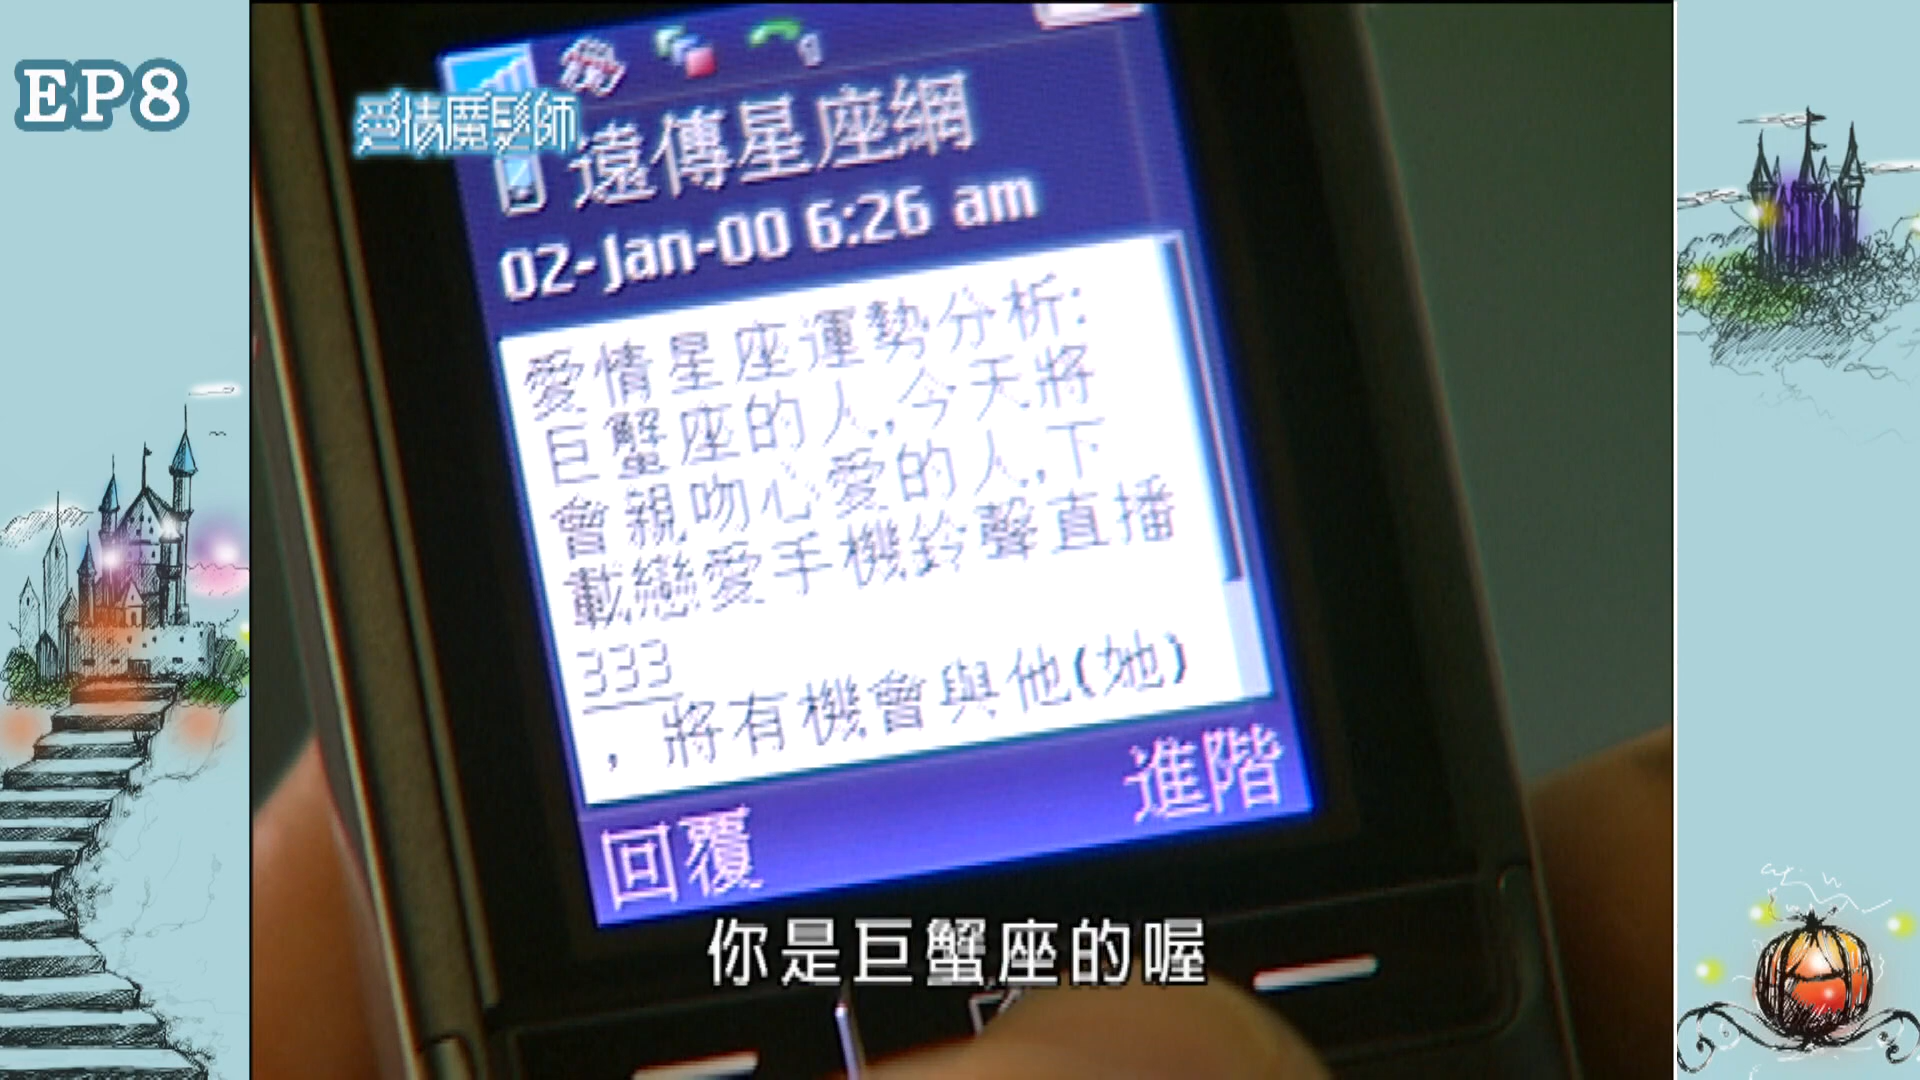 EP8
愛情魔髮師
遠傳星座網
02-Jan-00 6:26 am
愛情星座運勢分析:
巨蟹座的人,今天將
會親吻心愛的人,下
載戀愛手機鈴聲直播
333
，將有機會與他(她)
回覆
進階
你是巨蟹座的喔